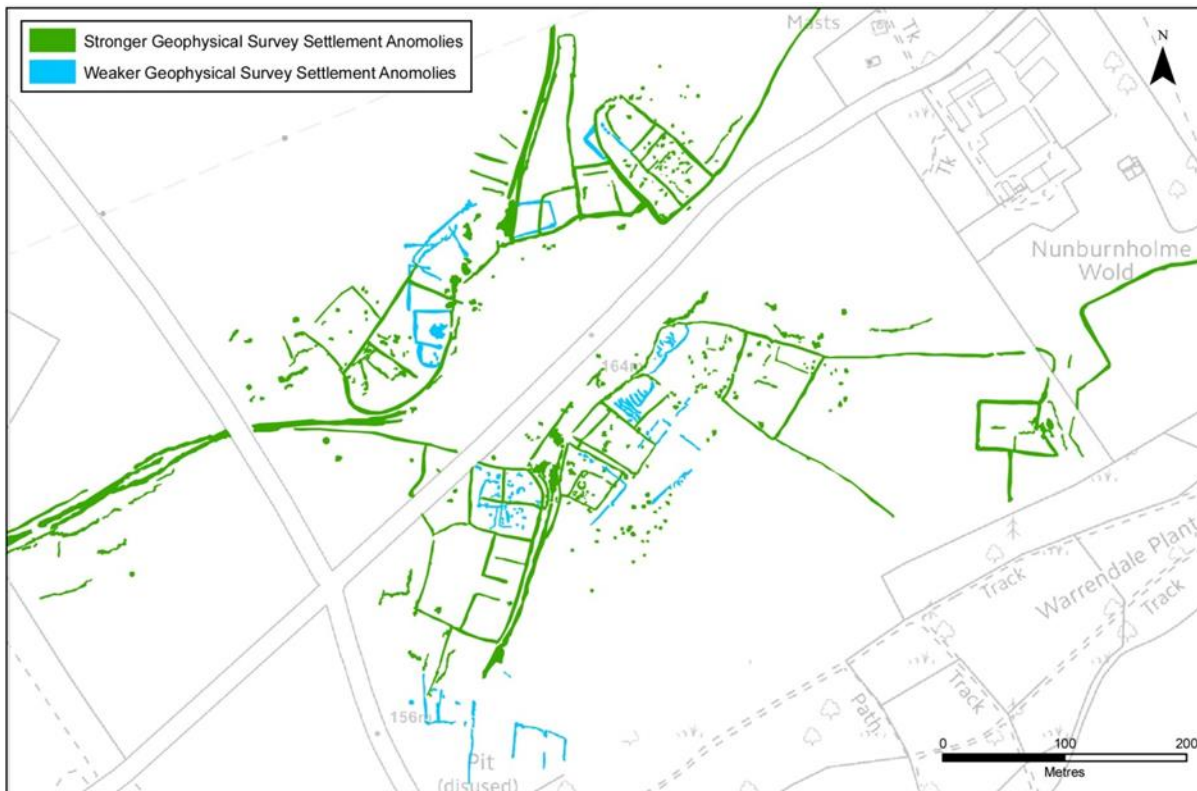 Stronger Geophysical Survey Settlement Anomolies
Weaker Geophysical Survey Settlement Anomolies
Masts
Tk
N
Tk
Nunburnholme
Wold
164m
Warrendale Plant
Track
Track
Track
Path
156m
Pit
(disused)
0 100 200
Metres